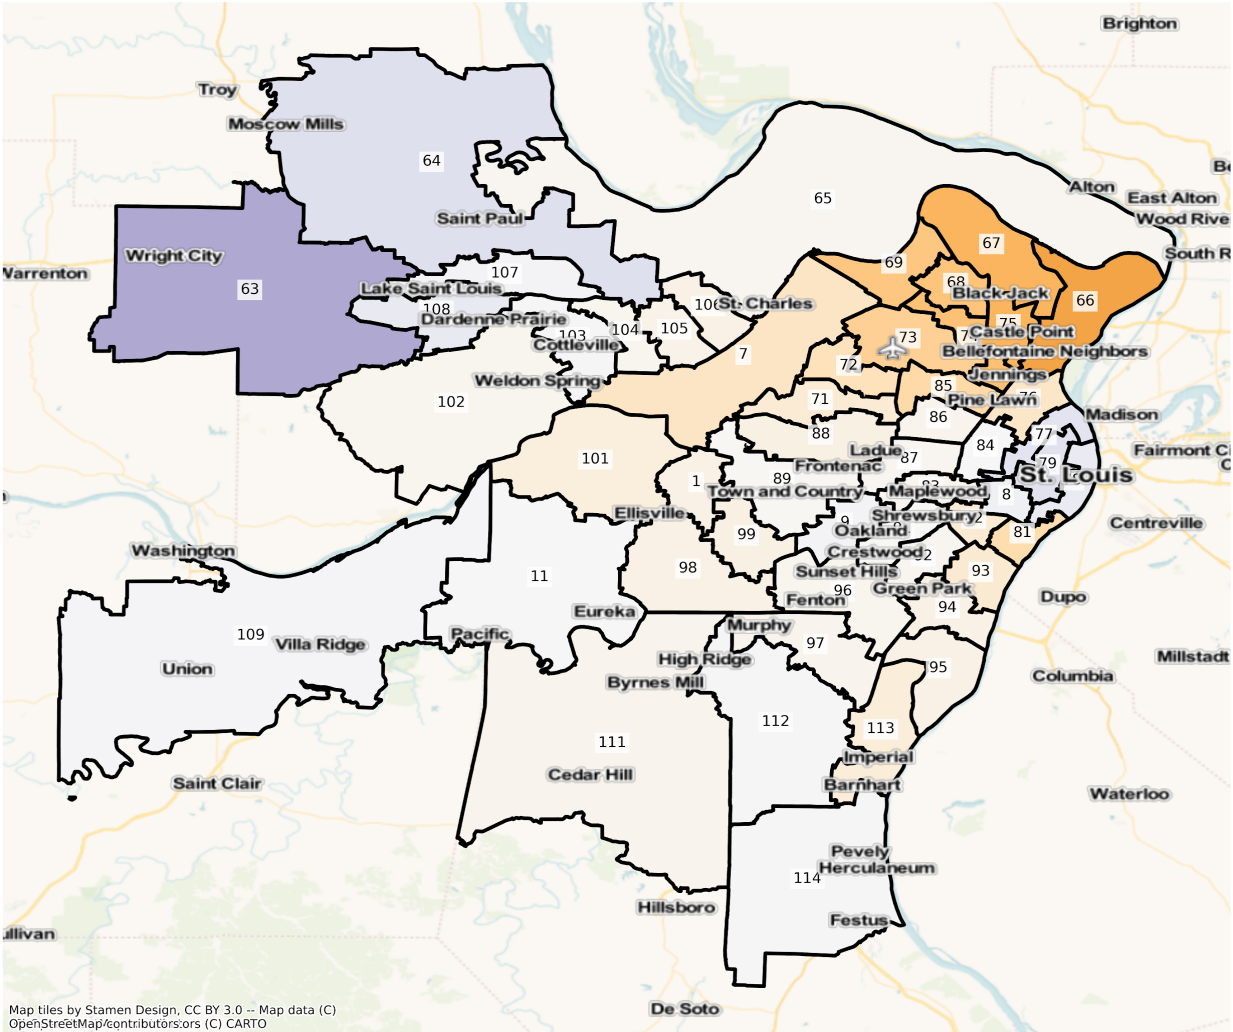 Brighton
Troy
Moscow Mills
64
Alton
East Alton
65
Saint Paul
Wood Rive
67
South R
Wright City
69
Warrenton
107
68
63
Lake Saint Louis
Black Jack
66
St. Charles
108
Dardenne Prairie
75
104
105
103
Castle Point
73
Cottleville
Bellefontaine Neighbors
7
72
Jennings
Weldon Spring
85
71
Pine Lawn
76
102
86
Madison
88
77
84
Ladue
Fairmont C
87
101
79
Frontenac
St. Louis
1
89
83
Town and Country
Maplewood
8
Ellisville
Shrewsbury
Centreville
Oakland
81
99
Washington
Crestwood
98
Sunset Hills
93
11
Green Park
96
Dupo
Fenton
94
Eureka
Murphy
109
Pacific
Villa Ridge
97
High Ridge
Millstadt
Union
95
Columbia
Byrnes Mill
112
113
111
Imperial
Cedar Hill
Saint Clair
Barnhart
Waterloo
Pevely
Herculaneum
114
Hillsboro
Festus
ullivan
De Soto
Map tiles by Stamen Design, CC BY 3.0 -- Map data (C)
OpenStreetMap contributorstors (C) CARTO